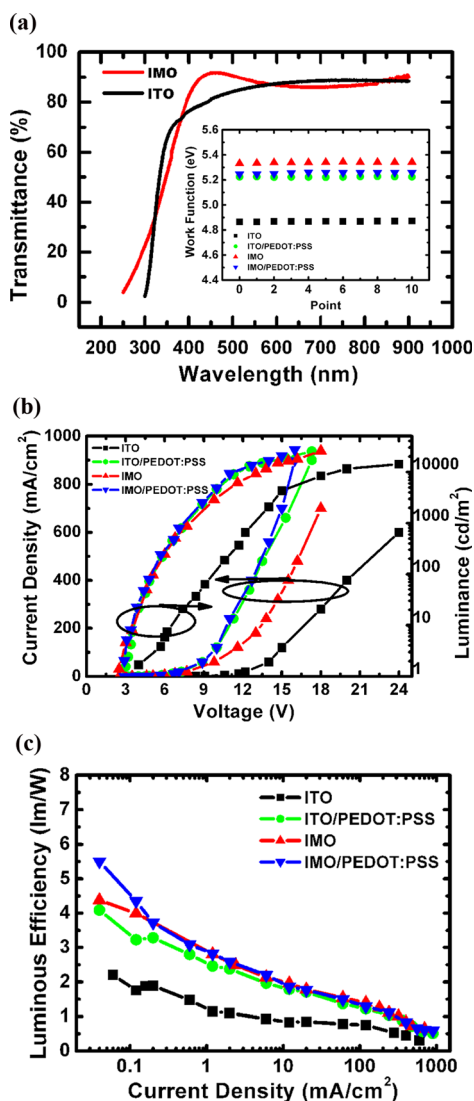 (a)
100
80
60
40
20
0
Transmittance (%)
IMO
ITO
5.6
5.4
5.2
5.0
4.8
4.6
4.4
Work Function (eV)
ITO
ITO/PEDOT:PSS
IMO
IMO/PEDOT:PSS
0 2 4 6 8 10
Point
200 300 400 500 600 700 800 900 1000
Wavelength (nm)
(b)
1000
800
600
400
200
0
Current Density (mA/cm²)
ITO
ITO/PEDOT:PSS
IMO
IMO/PEDOT:PSS
10000
1000
100
10
1
Luminance (cd/m²)
0 3 6 9 12 15 18 21 24
Voltage (V)
(c)
8
7
6
5
4
3
2
1
0
Luminous Efficiency (lm/W)
ITO
ITO/PEDOT:PSS
IMO
IMO/PEDOT:PSS
0.1 1 10 100 1000
Current Density (mA/cm²)